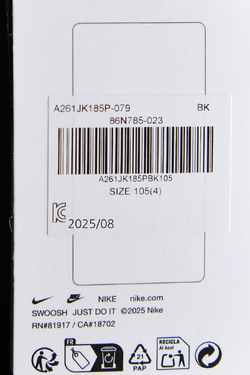 A261JK185P-079 BK
86N785-023
A261JK185PBK105
SIZE 105(4)
KC 2025/08
NIKE nike.com
SWOOSH JUST DO IT ©2025 Nike
RN#81917 / CA#18702
FR
21
PAP
RECICLA
Al Azul